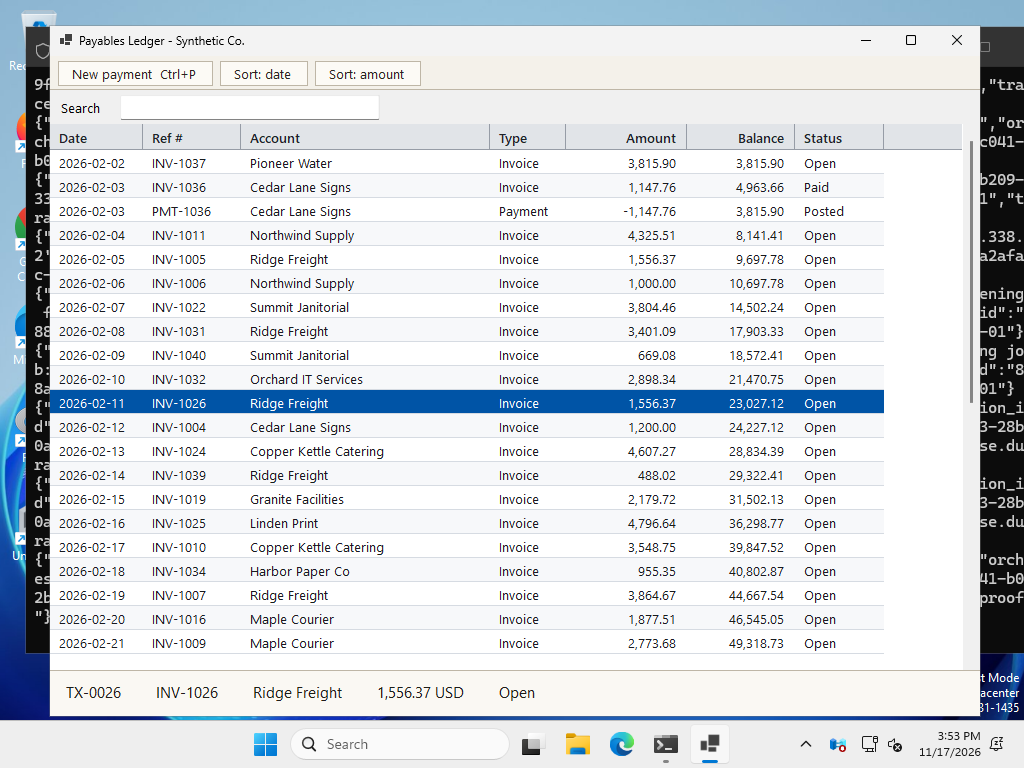 Payables Ledger - Synthetic Co.
New payment Ctrl+P Sort: date Sort: amount
Search
Date Ref # Account Type Amount Balance Status
2026-02-02 INV-1037 Pioneer Water Invoice 3,815.90 3,815.90 Open
2026-02-03 INV-1036 Cedar Lane Signs Invoice 1,147.76 4,963.66 Paid
2026-02-03 PMT-1036 Cedar Lane Signs Payment -1,147.76 3,815.90 Posted
2026-02-04 INV-1011 Northwind Supply Invoice 4,325.51 8,141.41 Open
2026-02-05 INV-1005 Ridge Freight Invoice 1,556.37 9,697.78 Open
2026-02-06 INV-1006 Northwind Supply Invoice 1,000.00 10,697.78 Open
2026-02-07 INV-1022 Summit Janitorial Invoice 3,804.46 14,502.24 Open
2026-02-08 INV-1031 Ridge Freight Invoice 3,401.09 17,903.33 Open
2026-02-09 INV-1040 Summit Janitorial Invoice 669.08 18,572.41 Open
2026-02-10 INV-1032 Orchard IT Services Invoice 2,898.34 21,470.75 Open
2026-02-11 INV-1026 Ridge Freight Invoice 1,556.37 23,027.12 Open
2026-02-12 INV-1004 Cedar Lane Signs Invoice 1,200.00 24,227.12 Open
2026-02-13 INV-1024 Copper Kettle Catering Invoice 4,607.27 28,834.39 Open
2026-02-14 INV-1039 Ridge Freight Invoice 488.02 29,322.41 Open
2026-02-15 INV-1019 Granite Facilities Invoice 2,179.72 31,502.13 Open
2026-02-16 INV-1025 Linden Print Invoice 4,796.64 36,298.77 Open
2026-02-17 INV-1010 Copper Kettle Catering Invoice 3,548.75 39,847.52 Open
2026-02-18 INV-1034 Harbor Paper Co Invoice 955.35 40,802.87 Open
2026-02-19 INV-1007 Ridge Freight Invoice 3,864.67 44,667.54 Open
2026-02-20 INV-1016 Maple Courier Invoice 1,877.51 46,545.05 Open
2026-02-21 INV-1009 Maple Courier Invoice 2,773.68 49,318.73 Open
TX-0026 INV-1026 Ridge Freight 1,556.37 USD Open
t Mode
Search
3:53 PM
11/17/2026